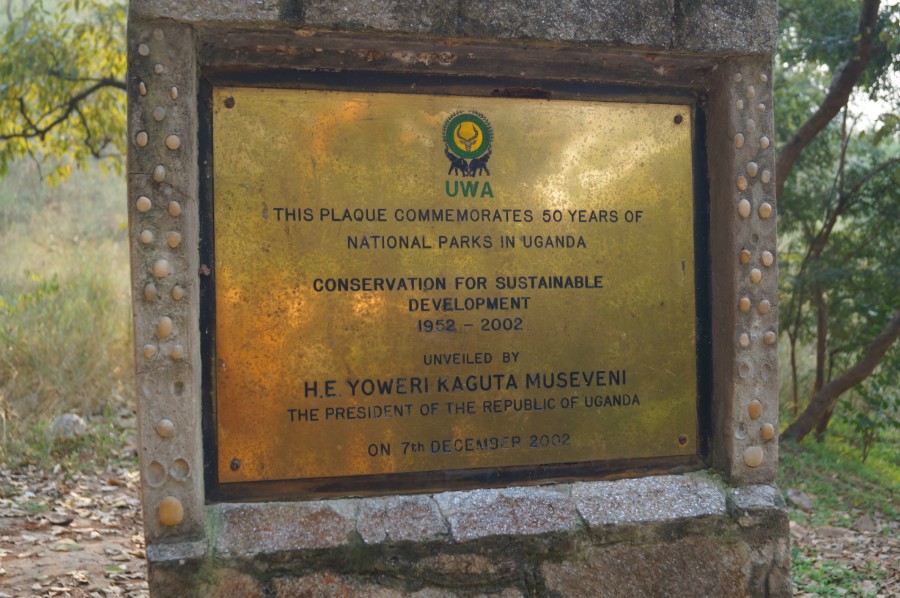 UWA
THIS PLAQUE COMMEMORATES 50 YEARS OF
NATIONAL PARKS IN UGANDA
CONSERVATION FOR SUSTAINABLE
DEVELOPMENT
1952 - 2002
UNVEILED BY
H.E. YOWERI KAGUTA MUSEVENI
THE PRESIDENT OF THE REPUBLIC OF UGANDA
ON 7th DECEMBER 2002